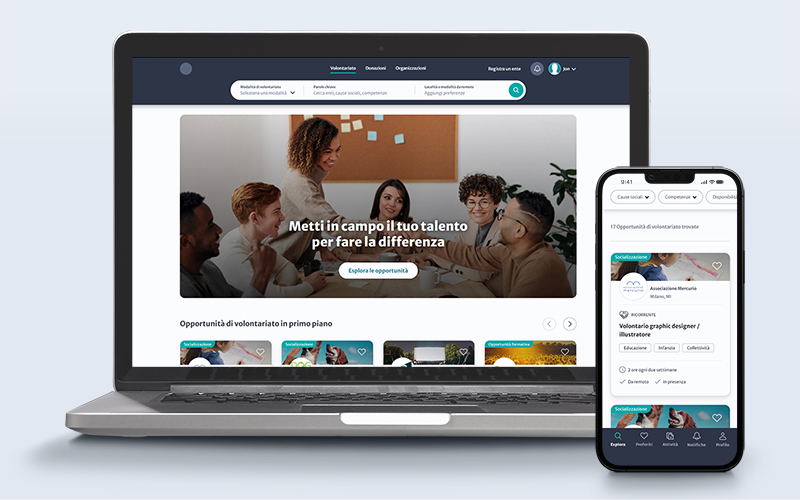 Volontariato
Donazioni
Organizzazioni
Registra un ente
Jon
Modalità di volontariato
Seleziona una modalità
Parole chiave
Cerca enti, cause sociali, competenze
Località o modalità da remoto
Aggiungi preferenze
Metti in campo il tuo talento
per fare la differenza
Esplora le opportunità
Opportunità di volontariato in primo piano
Socializzazione
Socializzazione
Opportunità formativa
9:41
Cause sociali
Competenze
Disponibilità
17 Opportunità di volontariato trovate
Socializzazione
mercurio
Associazione Mercurio
Milano, MI
RICORRENTE
Volontario graphic designer /
illustratore
Educazione
Infanzia
Collettività
2 ore ogni due settimane
Da remoto
In presenza
Socializzazione
Esplora
Preferiti
Attività
Notifiche
Profilo